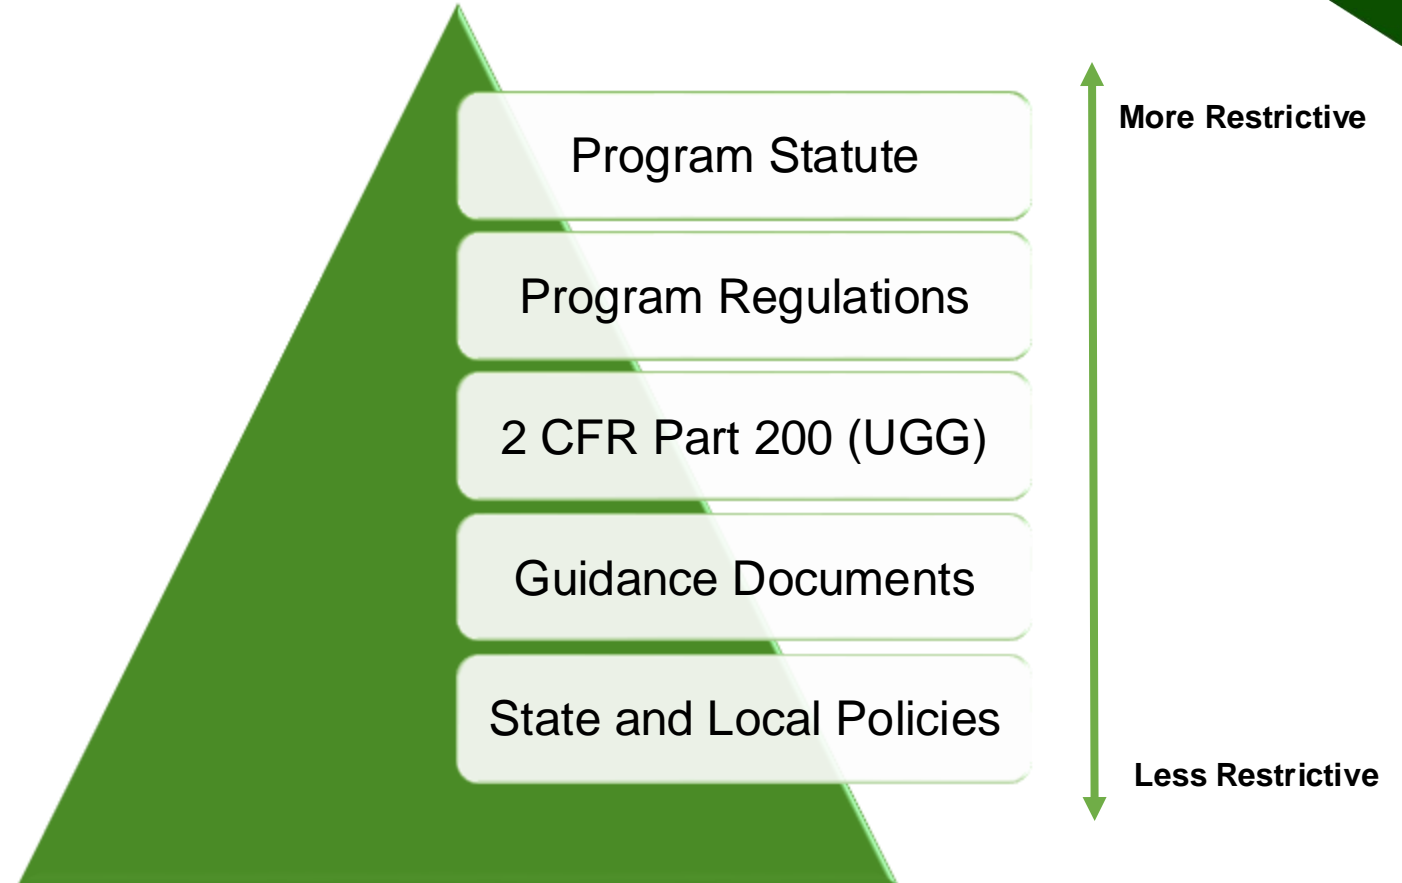 More Restrictive
Program Statute
Program Regulations
2 CFR Part 200 (UGG)
Guidance Documents
State and Local Policies
Less Restrictive